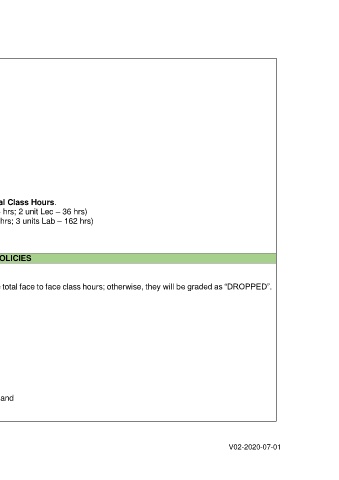 al Class Hours.
hrs; 2 unit Lec – 36 hrs)
hrs; 3 units Lab – 162 hrs)
OLICIES
total face to face class hours; otherwise, they will be graded as “DROPPED”.
and
V02-2020-07-01